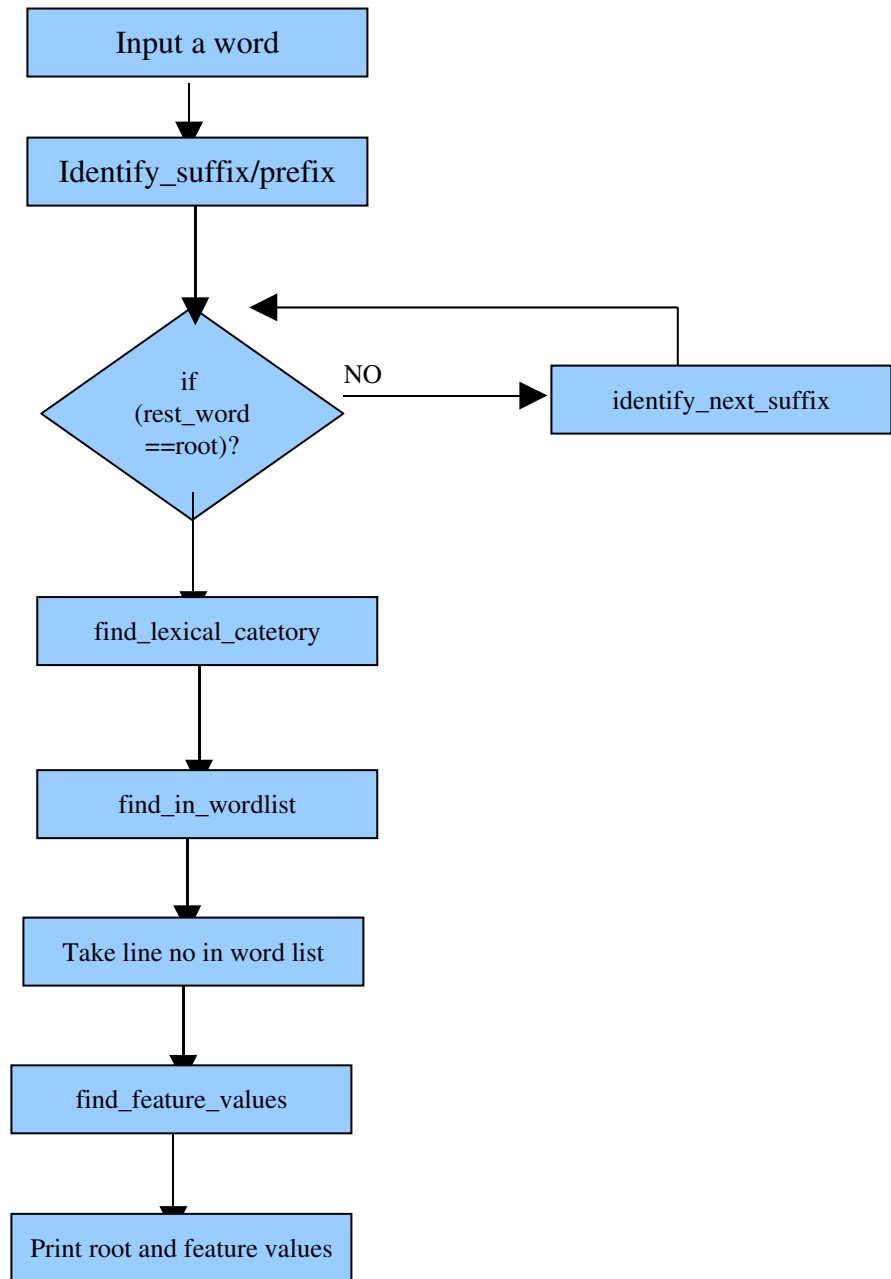 Input a word
Identify_suffix/prefix
if
(rest_word
==root)?
NO
identify_next_suffix
find_lexical_catetory
find_in_wordlist
Take line no in word list
find_feature_values
Print root and feature values